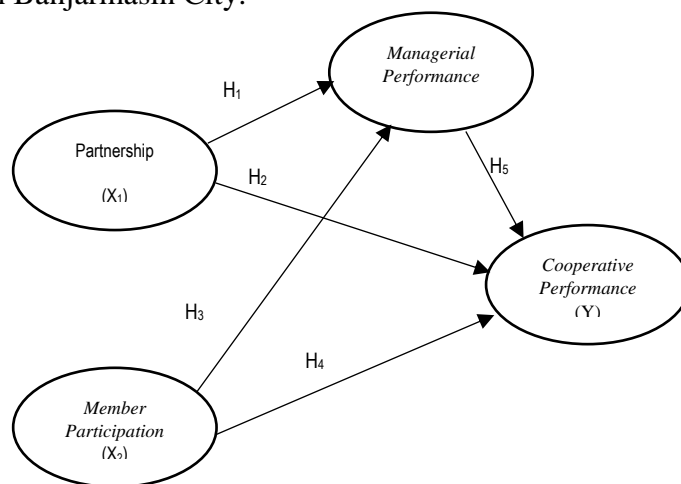 Banjarmasin City.
Managerial
Performance
H₁
Partnership
(X₁)
H₂
H₅
Cooperative
Performance
(Y)
H₃
H₄
Member
Participation
(X₂)